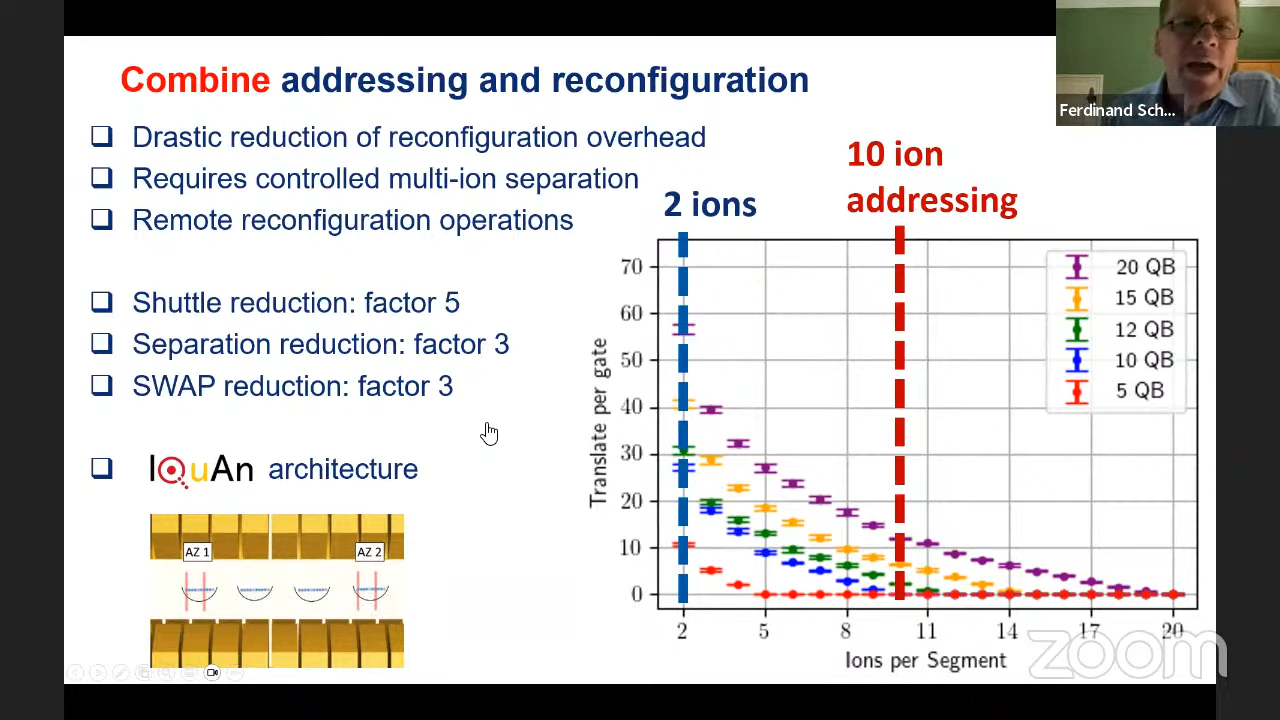 Combine addressing and reconfiguration
Ferdinand Sch...
Drastic reduction of reconfiguration overhead
Requires controlled multi-ion separation
Remote reconfiguration operations
Shuttle reduction: factor 5
Separation reduction: factor 3
SWAP reduction: factor 3
IQuAn architecture
AZ 1
AZ 2
2 ions
10 ion
addressing
70
60
50
40
30
20
10
0
Translate per gate
20 QB
15 QB
12 QB
10 QB
5 QB
2
5
8
11
14
17
20
Ions per Segment
zoom